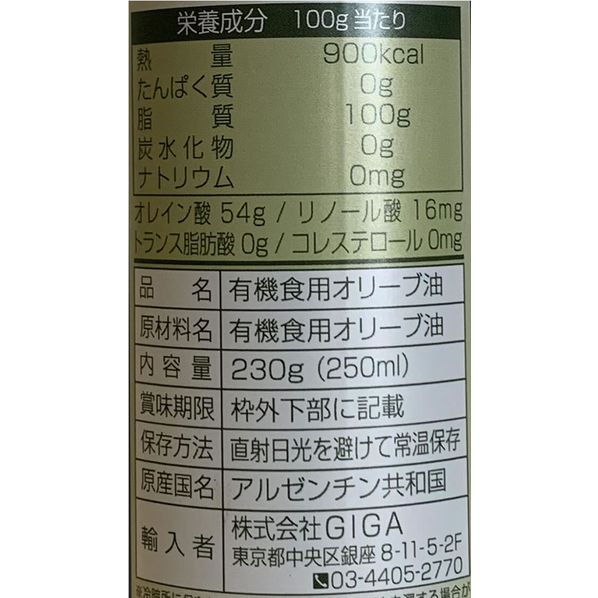 栄養成分 100g当たり
熱量 900kcal
たんぱく質 0g
脂質 100g
炭水化物 0g
ナトリウム 0mg
オレイン酸 54g / リノール酸 16mg
トランス脂肪酸 0g / コレステロール 0mg
品名 有機食用オリーブ油
原材料名 有機食用オリーブ油
内容量 230g (250ml)
賞味期限 枠外下部に記載
保存方法 直射日光を避けて常温保存
原産国名 アルゼンチン共和国
輸入者 株式会社GIGA
東京都中央区銀座 8-11-5-2F
03-4405-2770